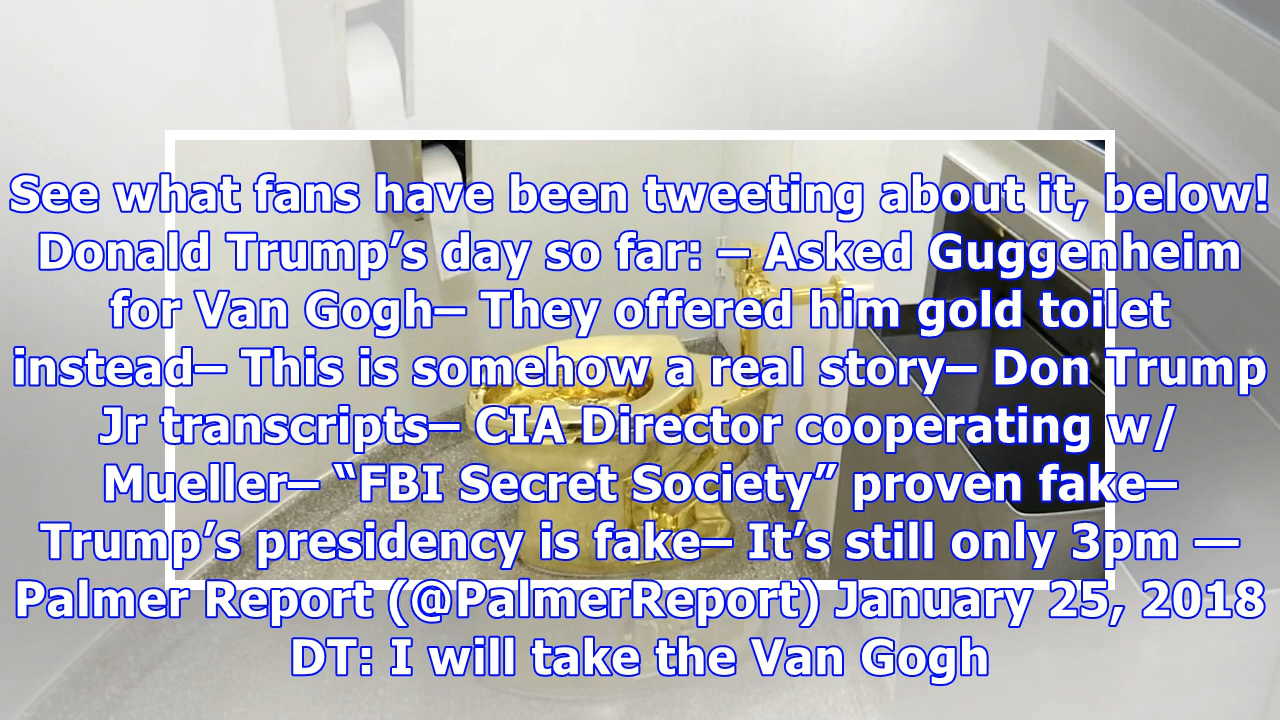 See what fans have been tweeting about it, below!
Donald Trump’s day so far: – Asked Guggenheim
for Van Gogh– They offered him gold toilet
instead– This is somehow a real story– Don Trump
Jr transcripts– CIA Director cooperating w/
Mueller– “FBI Secret Society” proven fake–
Trump’s presidency is fake– It’s still only 3pm —
Palmer Report (@PalmerReport) January 25, 2018
DT: I will take the Van Gogh